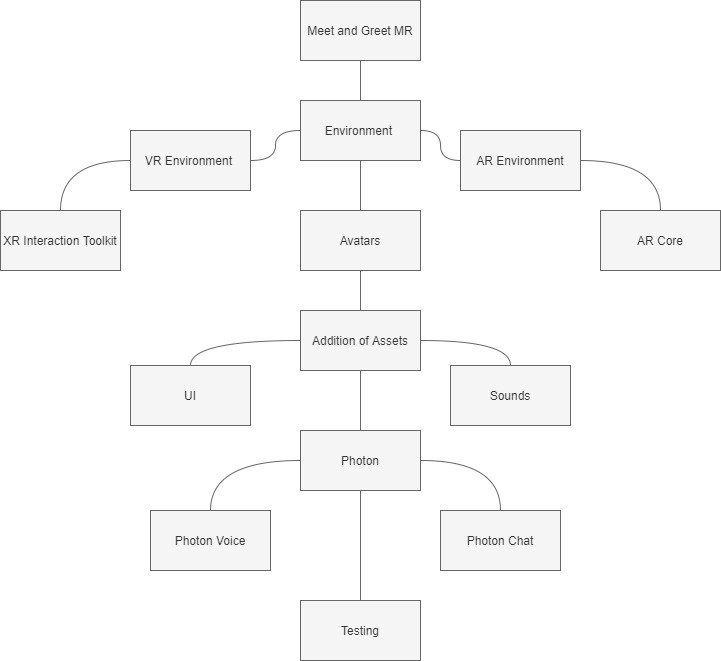 Meet and Greet MR
Environment
VR Environment
AR Environment
XR Interaction Toolkit
Avatars
AR Core
Addition of Assets
UI
Sounds
Photon
Photon Voice
Photon Chat
Testing